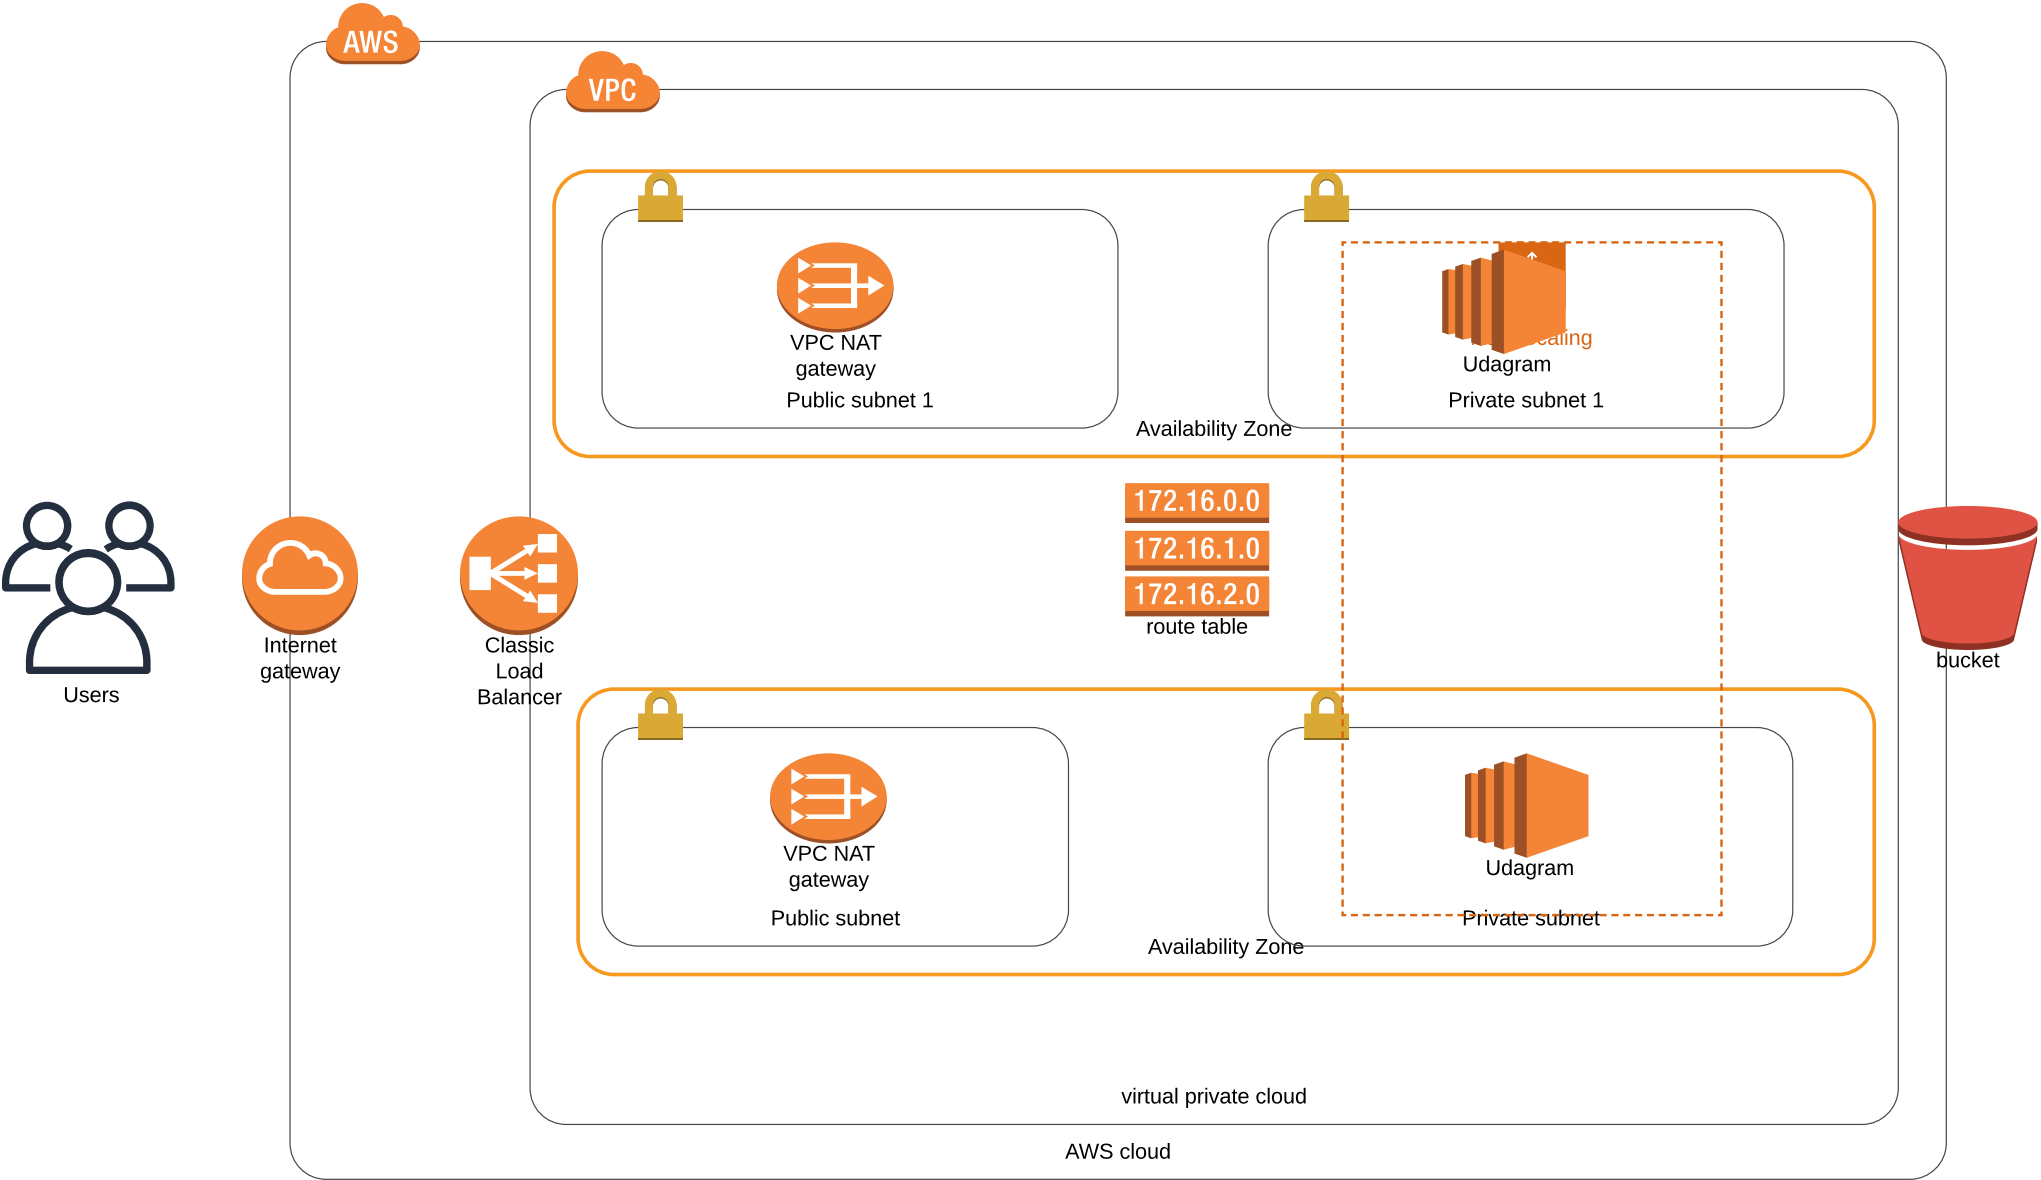 AWS
VPC
VPC NAT
gateway
Public subnet 1
Udagram
Private subnet 1
Availability Zone
172.16.0.0
172.16.1.0
172.16.2.0
route table
Users
Internet
gateway
Classic
Load
Balancer
bucket
VPC NAT
gateway
Public subnet
Udagram
Private subnet
Availability Zone
virtual private cloud
AWS cloud